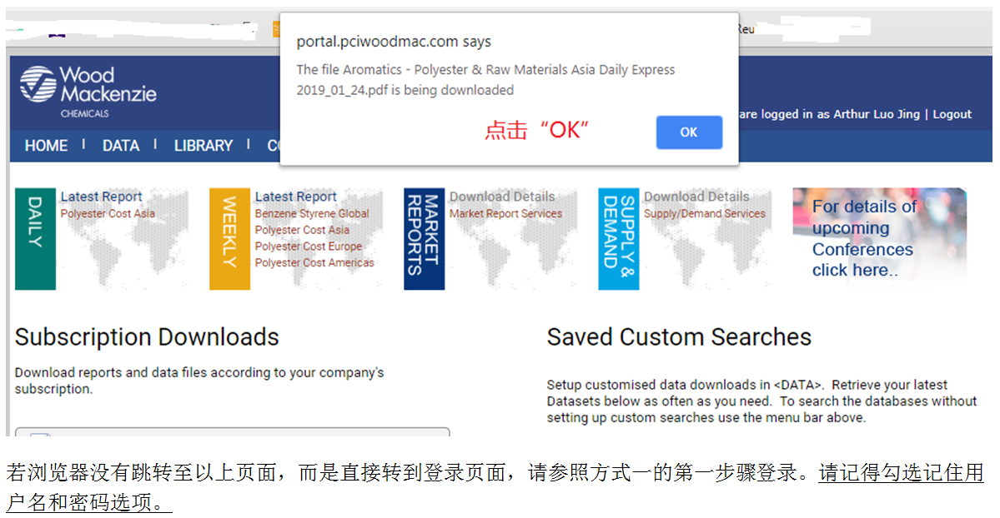 Reu
portal.pciwoodmac.com says
The file Aromatics - Polyester & Raw Materials Asia Daily Express
2019_01_24.pdf is being downloaded
点击“OK”
OK
Wood
Mackenzie
CHEMICALS
are logged in as Arthur Luo Jing | Logout
HOME | DATA | LIBRARY | C
DAILY
Latest Report
Polyester Cost Asia
WEEKLY
Latest Report
Benzene Styrene Global
Polyester Cost Asia
Polyester Cost Europe
Polyester Cost Americas
MARKET
REPORTS
Download Details
Market Report Services
SUPPLY &
DEMAND
Download Details
Supply/Demand Services
For details of
upcoming
Conferences
click here..
Subscription Downloads
Download reports and data files according to your company's
subscription.
Saved Custom Searches
Setup customised data downloads in <DATA>. Retrieve your latest
Datasets below as often as you need. To search the databases without
setting up custom searches use the menu bar above.
若浏览器没有跳转至以上页面，而是直接转到登录页面，请参照方式一的第一步骤登录。请记得勾选记住用
户名和密码选项。